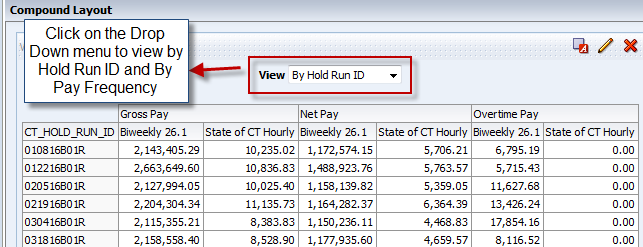 Compound Layout
Click on the Drop
Down menu to view by
Hold Run ID and By
Pay Frequency
View By Hold Run ID
Gross Pay Net Pay Overtime Pay
CT_HOLD_RUN_ID Biweekly 26.1 State of CT Hourly Biweekly 26.1 State of CT Hourly Biweekly 26.1 State of CT Hourly
010816B01R 2,143,405.29 10,235.02 1,172,574.15 5,706.21 6,795.19 0.00
012216B01R 2,663,649.60 10,836.83 1,488,923.76 5,763.57 5,715.43 0.00
020516B01R 2,127,994.05 10,025.40 1,158,139.82 5,359.05 11,627.68 0.00
021916B01R 2,204,304.34 11,135.73 1,164,282.37 6,364.39 13,426.24 0.00
030416B01R 2,115,355.21 8,383.83 1,150,236.11 4,468.83 17,854.16 0.00
031816B01R 2,158,558.40 8,528.90 1,177,935.60 4,659.57 8,116.52 0.00